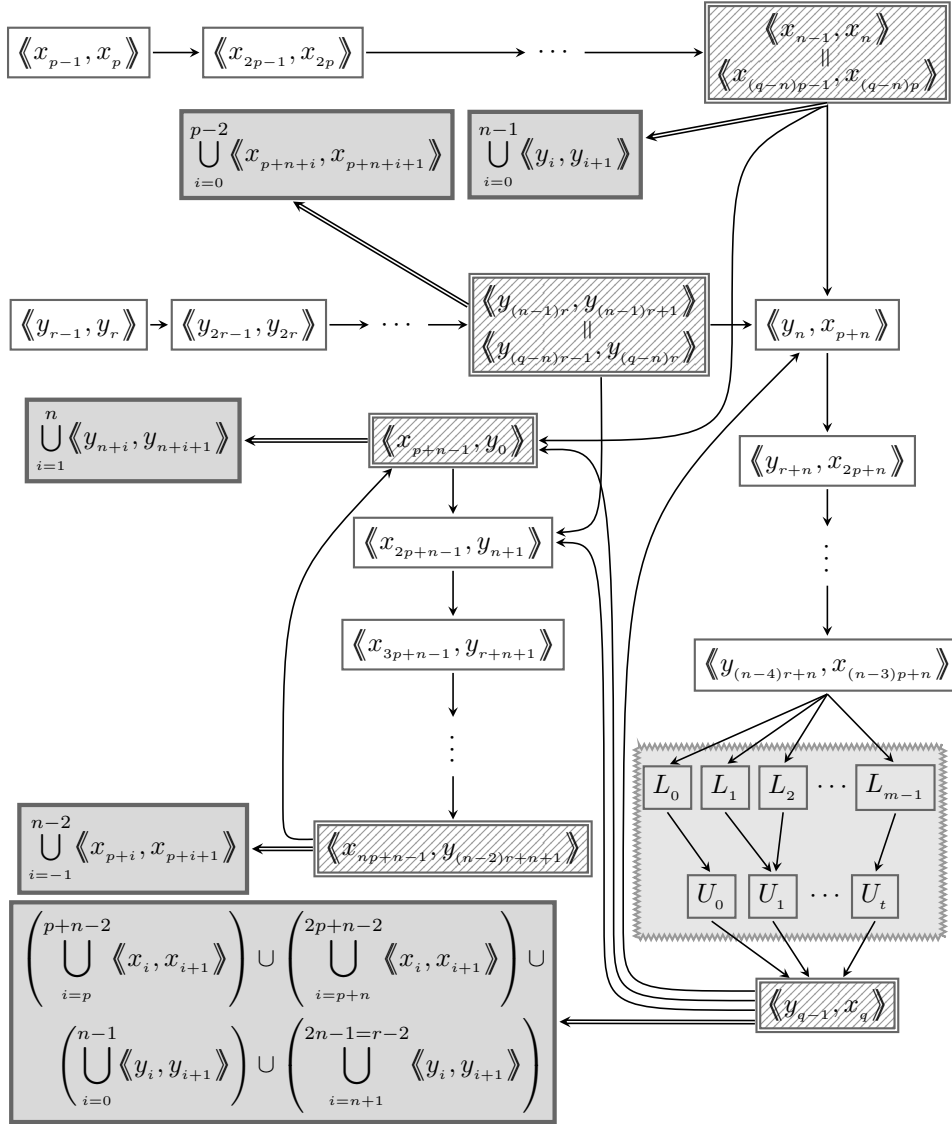 ⟪x_{p−1}, x_p⟫ ⟪x_{2p−1}, x_{2p}⟫ ⋯ ⟪x_{n−1}, x_n⟫
=
⟪x_{(q−n)p−1}, x_{(q−n)p}⟫
⋃_{i=0}^{p−2} ⟪x_{p+n+i}, x_{p+n+i+1}⟫ ⋃_{i=0}^{n−1} ⟪y_i, y_{i+1}⟫
⟪y_{r−1}, y_r⟫ ⟪y_{2r−1}, y_{2r}⟫ ⋯ ⟪y_{(n−1)r}, y_{(n−1)r+1}⟫
=
⟪y_{(q−n)r−1}, y_{(q−n)r}⟫
⟪y_n, x_{p+n}⟫
⋃_{i=1}^{n} ⟪y_{n+i}, y_{n+i+1}⟫ ⟪x_{p+n−1}, y_0⟫
⟪y_{r+n}, x_{2p+n}⟫
⟪x_{2p+n−1}, y_{n+1}⟫
⋮
⟪x_{3p+n−1}, y_{r+n+1}⟫ ⟪y_{(n−4)r+n}, x_{(n−3)p+n}⟫
⋮
L_0 L_1 L_2 ⋯ L_{m−1}
⋃_{i=−1}^{n−2} ⟪x_{p+i}, x_{p+i+1}⟫ ⟪x_{np+n−1}, y_{(n−2)r+n+1}⟫
U_0 U_1 ⋯ U_t
(⋃_{i=p}^{p+n−2} ⟪x_i, x_{i+1}⟫) ∪ (⋃_{i=p+n}^{2p+n−2} ⟪x_i, x_{i+1}⟫) ∪
⟪y_{q−1}, x_q⟫
(⋃_{i=0}^{n−1} ⟪y_i, y_{i+1}⟫) ∪ (⋃_{i=n+1}^{2n−1=r−2} ⟪y_i, y_{i+1}⟫)